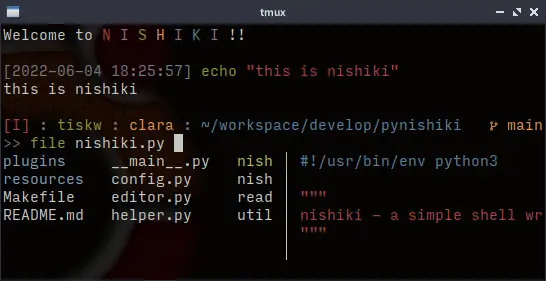 tmux
Welcome to N I S H I K I !!
[2022-06-04 18:25:57] echo "this is nishiki"
this is nishiki
[I] : tiskw : clara : ~/workspace/develop/pynishiki main
>> file nishiki.py
plugins __main__.py nish #!/usr/bin/env python3
resources config.py nish
Makefile editor.py read """
README.md helper.py util nishiki - a simple shell wr
"""